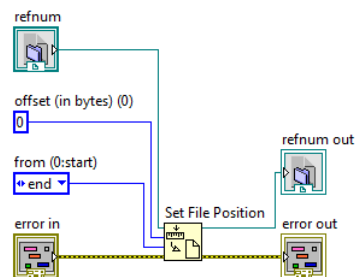 refnum
offset (in bytes) (0)
0
from (0:start)
end
refnum out
Set File Position
error in
error out